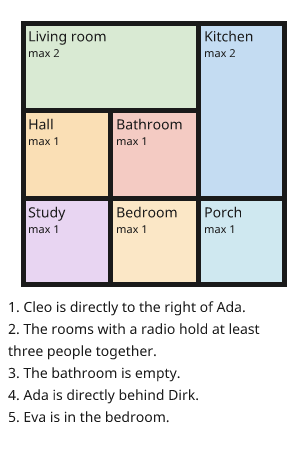 Living room
max 2
Kitchen
max 2
Hall
max 1
Bathroom
max 1
Study
max 1
Bedroom
max 1
Porch
max 1
1. Cleo is directly to the right of Ada.
2. The rooms with a radio hold at least
three people together.
3. The bathroom is empty.
4. Ada is directly behind Dirk.
5. Eva is in the bedroom.